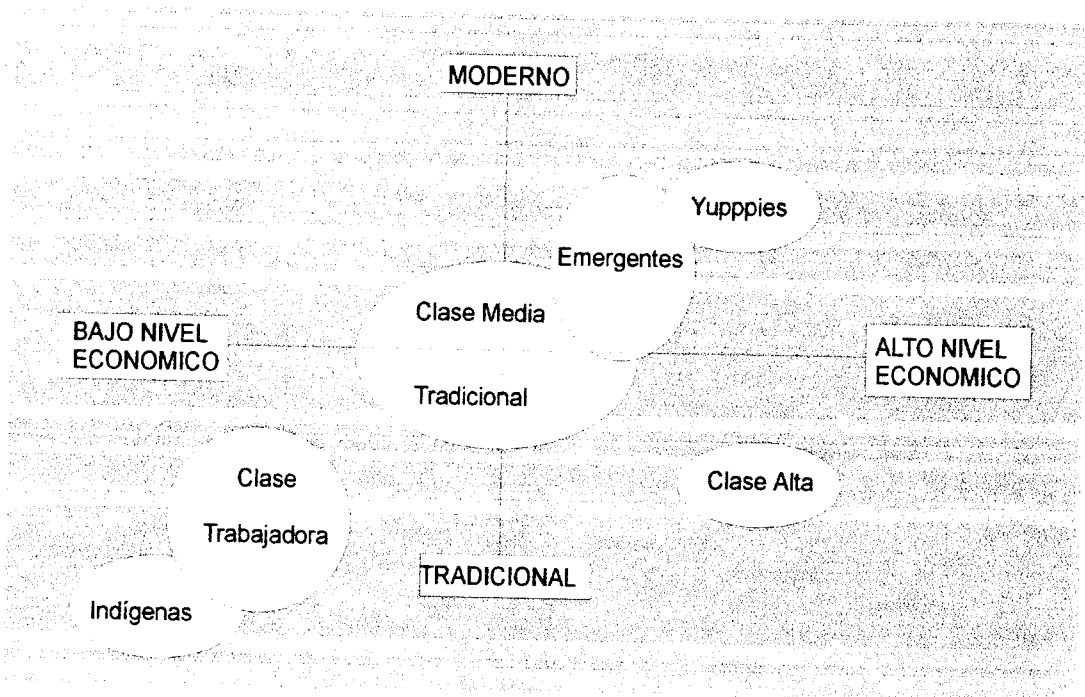 MODERNO
Yupppies
Emergentes
Clase Media
BAJO NIVEL
ECONOMICO
ALTO NIVEL
ECONOMICO
Tradicional
Clase
Trabajadora
Clase Alta
TRADICIONAL
Indígenas